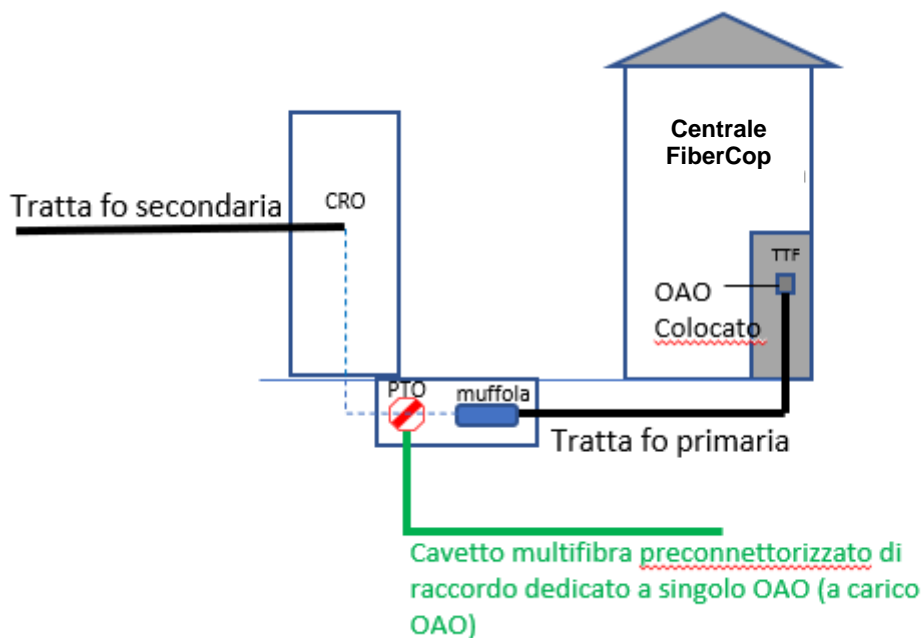 Centrale
FiberCop
CRO
Tratta fo secondaria
TTF
OAO
Colocato
PTO
muffola
Tratta fo primaria
Cavetto multifibra preconnettorizzato di
raccordo dedicato a singolo OAO (a carico
OAO)